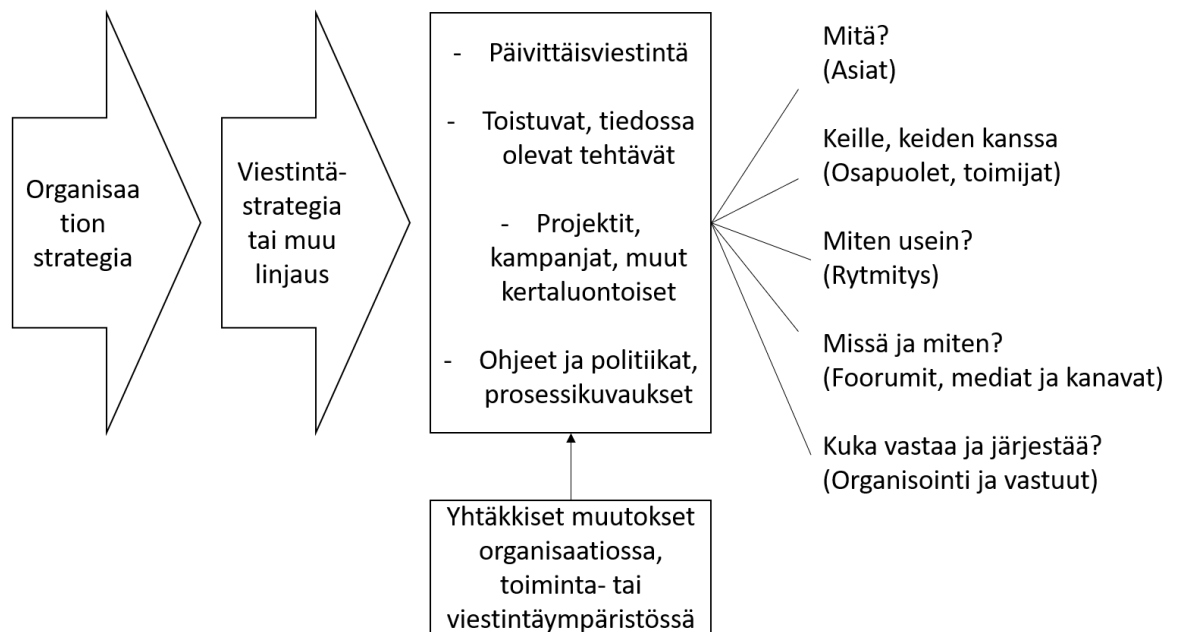 Organisaa
tion
strategia
Viestintä-
strategia
tai muu
linjaus
- Päivittäisviestintä
- Toistuvat, tiedossa
olevat tehtävät
- Projektit,
kampanjat, muut
kertaluontoiset
- Ohjeet ja politiikat,
prosessikuvaukset
Yhtäkkiset muutokset
organisaatiossa,
toiminta- tai
viestintäympäristössä
Mitä?
(Asiat)
Keille, keiden kanssa
(Osapuolet, toimijat)
Miten usein?
(Rytmitys)
Missä ja miten?
(Foorumit, mediat ja kanavat)
Kuka vastaa ja järjestää?
(Organisointi ja vastuut)